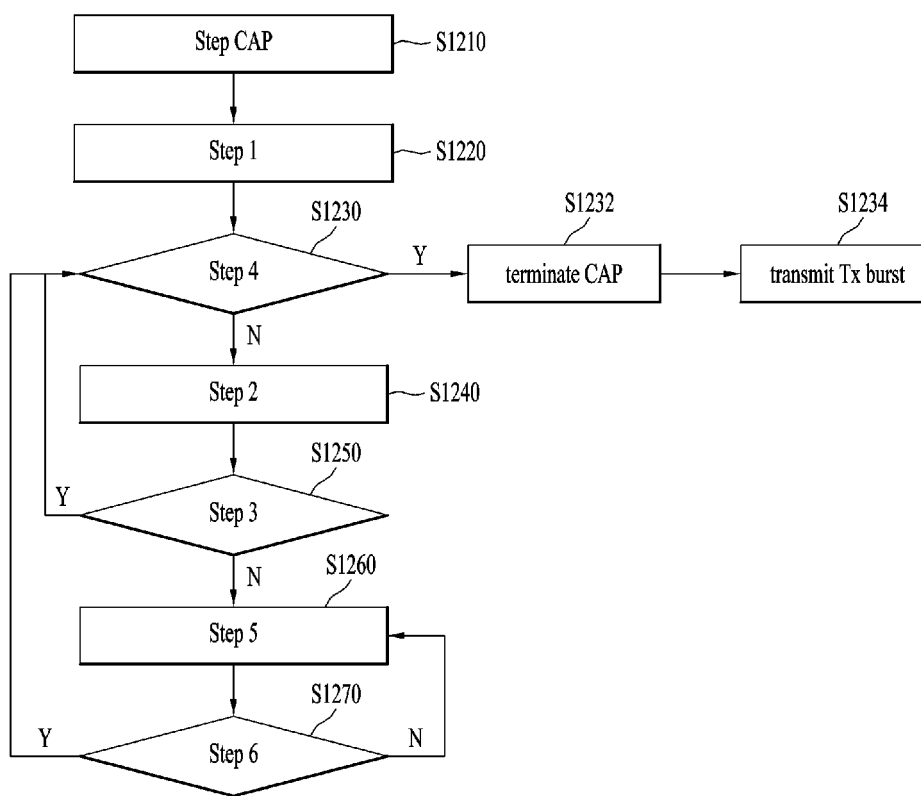 Step CAP
S1210
Step 1
S1220
S1230
Step 4
Y
N
S1232
terminate CAP
S1234
transmit Tx burst
Step 2
S1240
S1250
Step 3
Y
N
S1260
Step 5
S1270
Step 6
Y
N